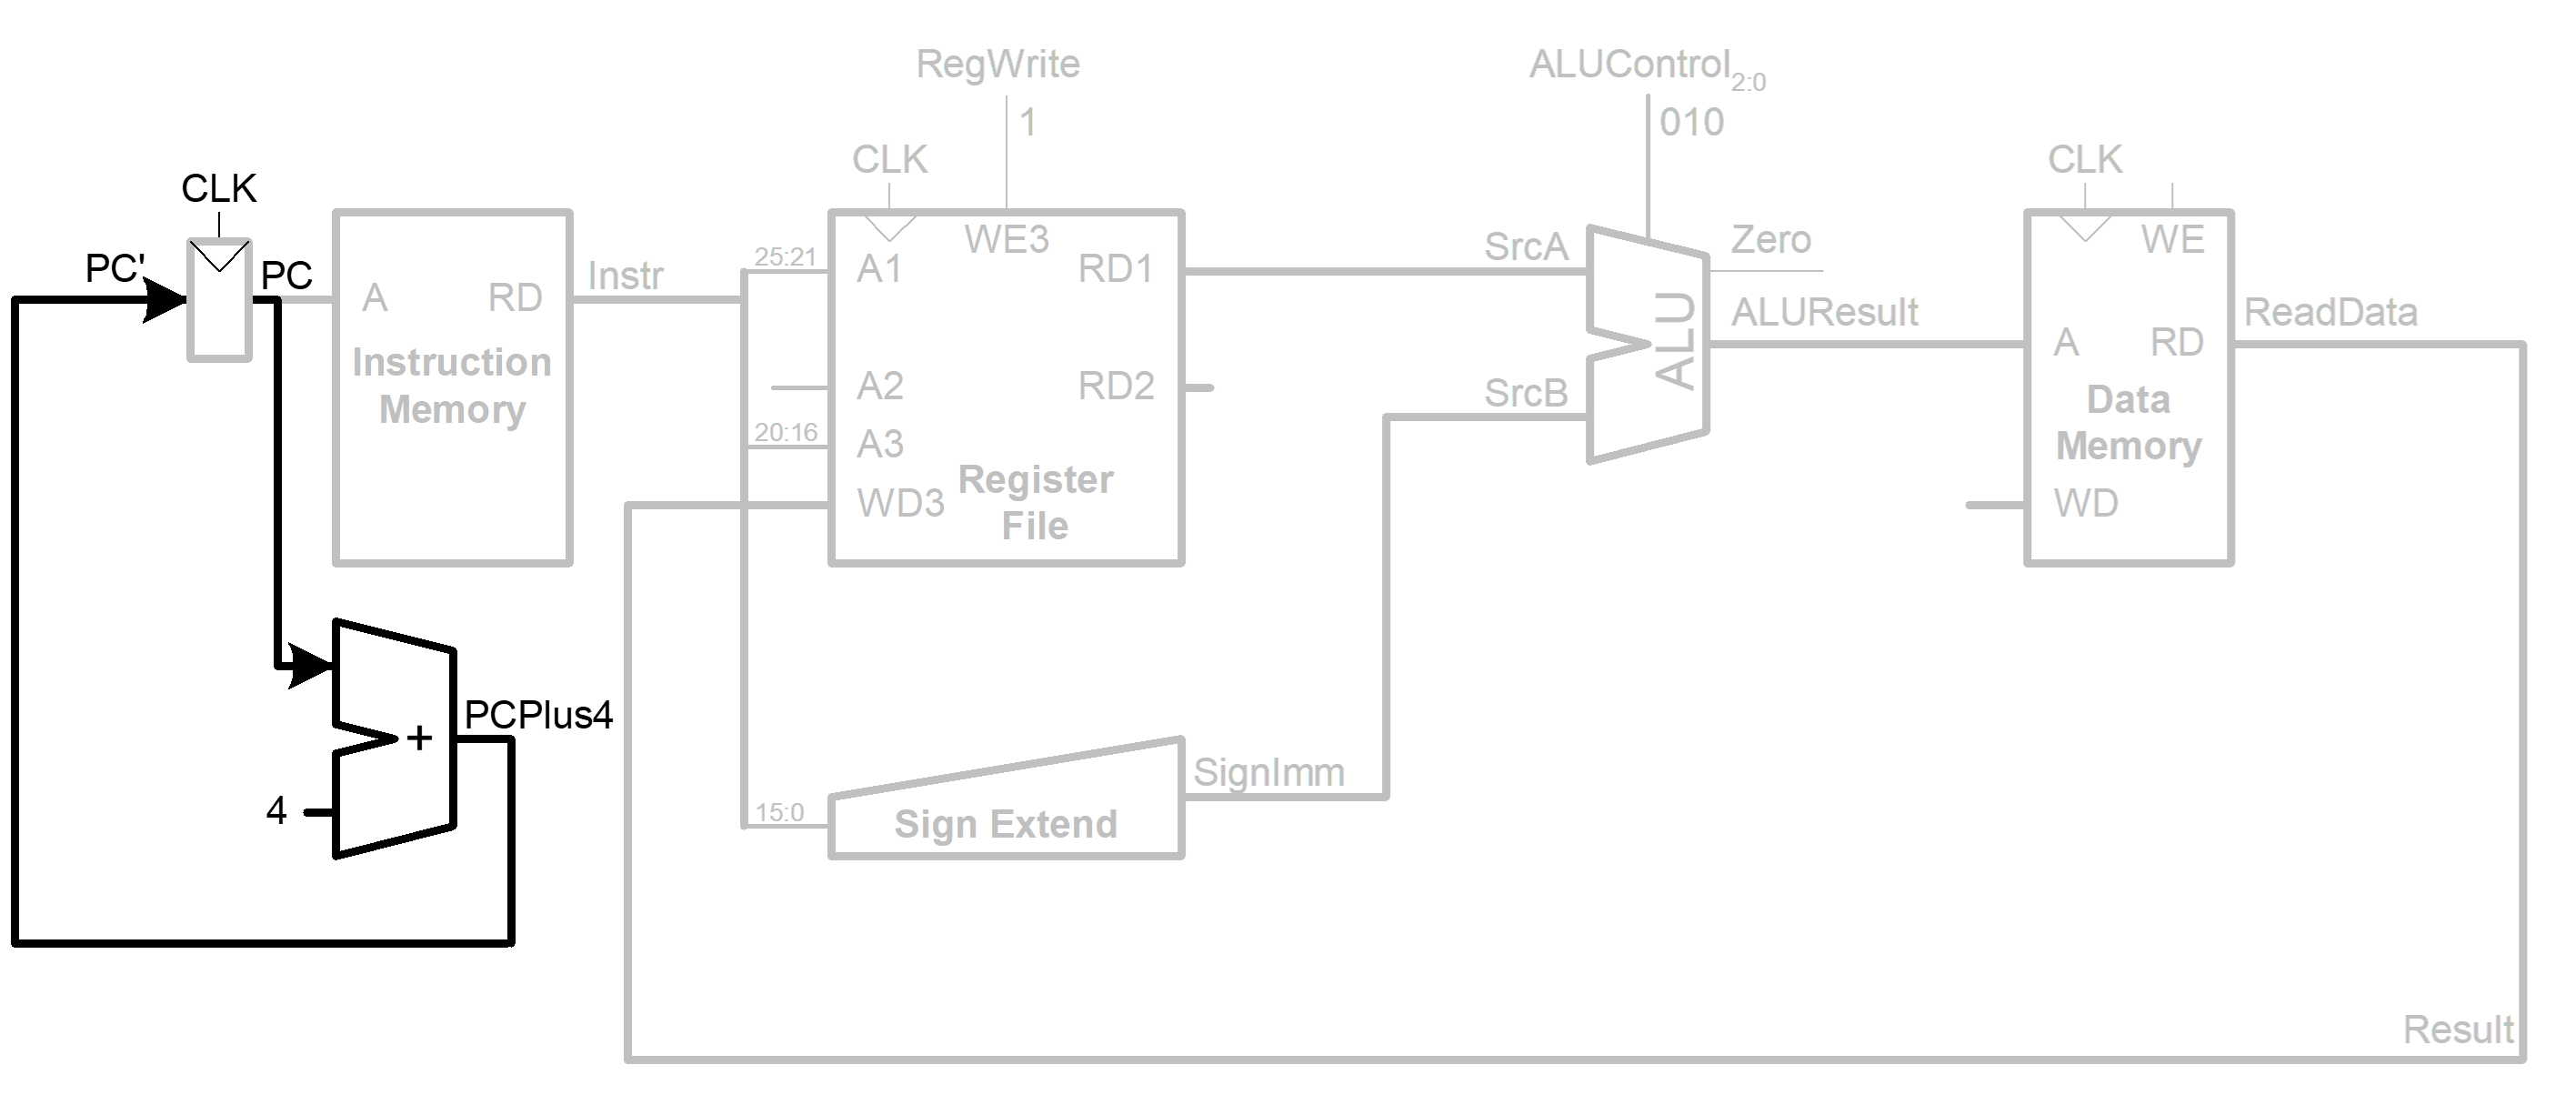 RegWrite
1
ALUControl2:0
010
CLK
CLK
CLK
PC'
PC
A
RD
Instruction
Memory
Instr
25:21
20:16
15:0
A1
A2
A3
WD3
WE3
RD1
RD2
Register
File
SrcA
SrcB
ALU
Zero
ALUResult
WE
A
RD
Data
Memory
WD
ReadData
PCPlus4
+
4
Sign Extend
SignImm
Result